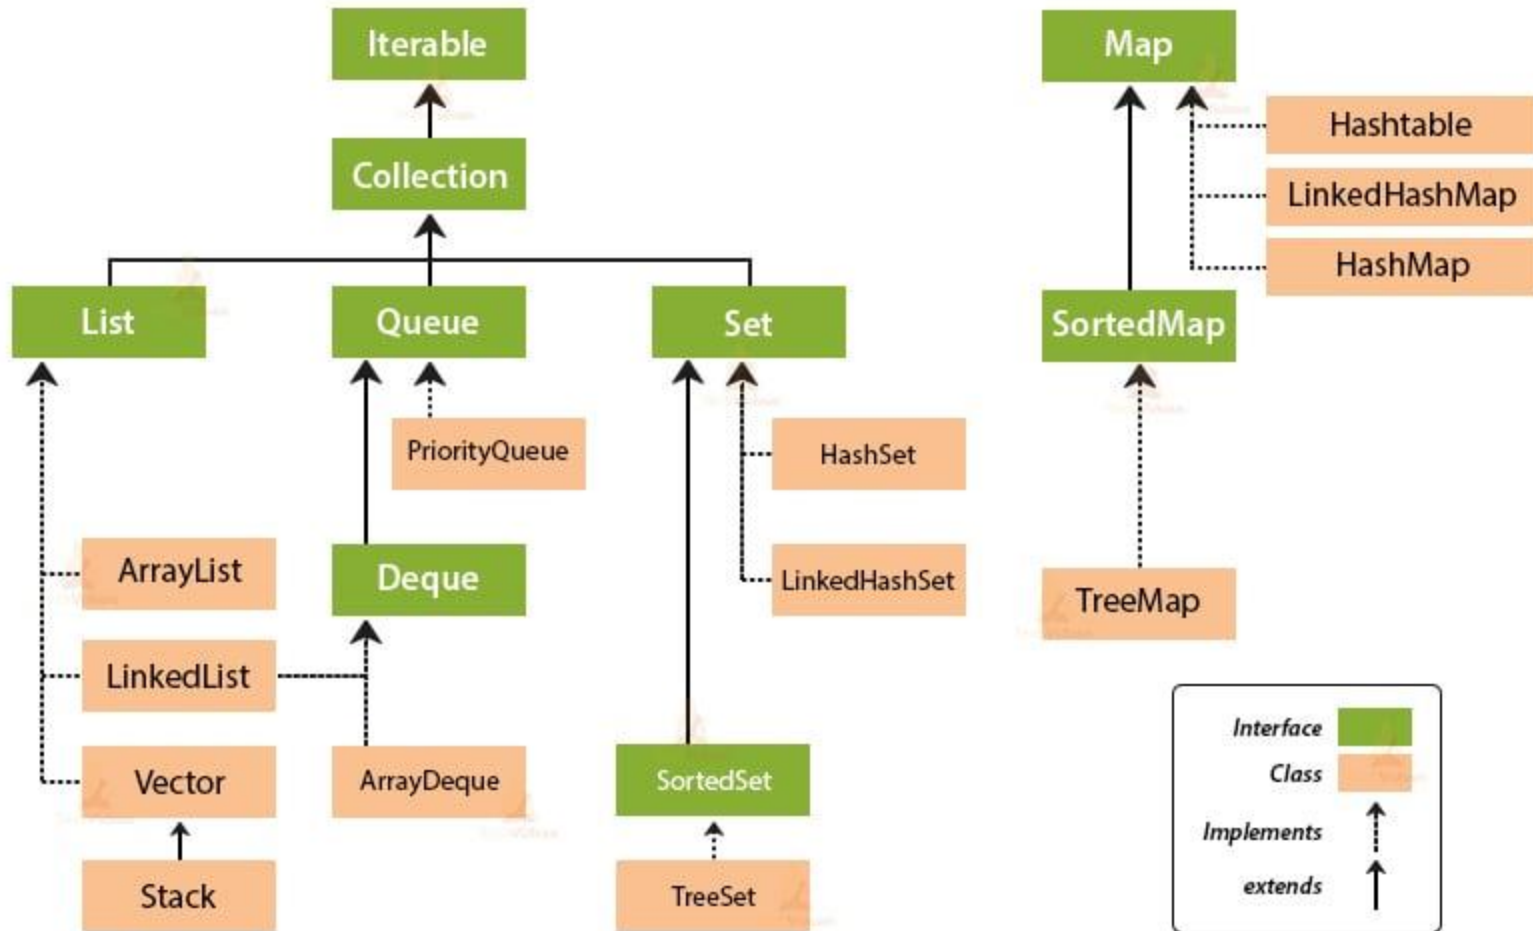 Iterable
Collection
List
Queue
Set
PriorityQueue
HashSet
ArrayList
Deque
LinkedHashSet
LinkedList
Vector
ArrayDeque
SortedSet
Stack
TreeSet
Map
Hashtable
LinkedHashMap
HashMap
SortedMap
TreeMap
Interface
Class
Implements
extends